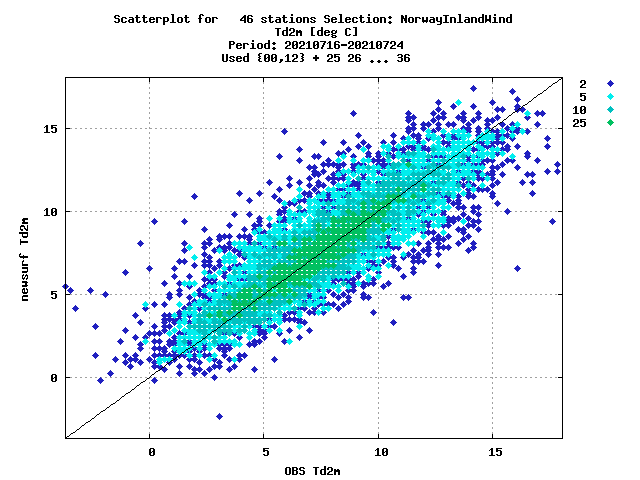 Scatterplot for   46 stations Selection: NorwayInlandWind
Td2m [deg C]
Period: 20210716-20210724
Used {00,12} + 25 26 ... 36
2
5
10
25
15
10
5
0
newsurf Td2m
0 5 10 15
OBS Td2m